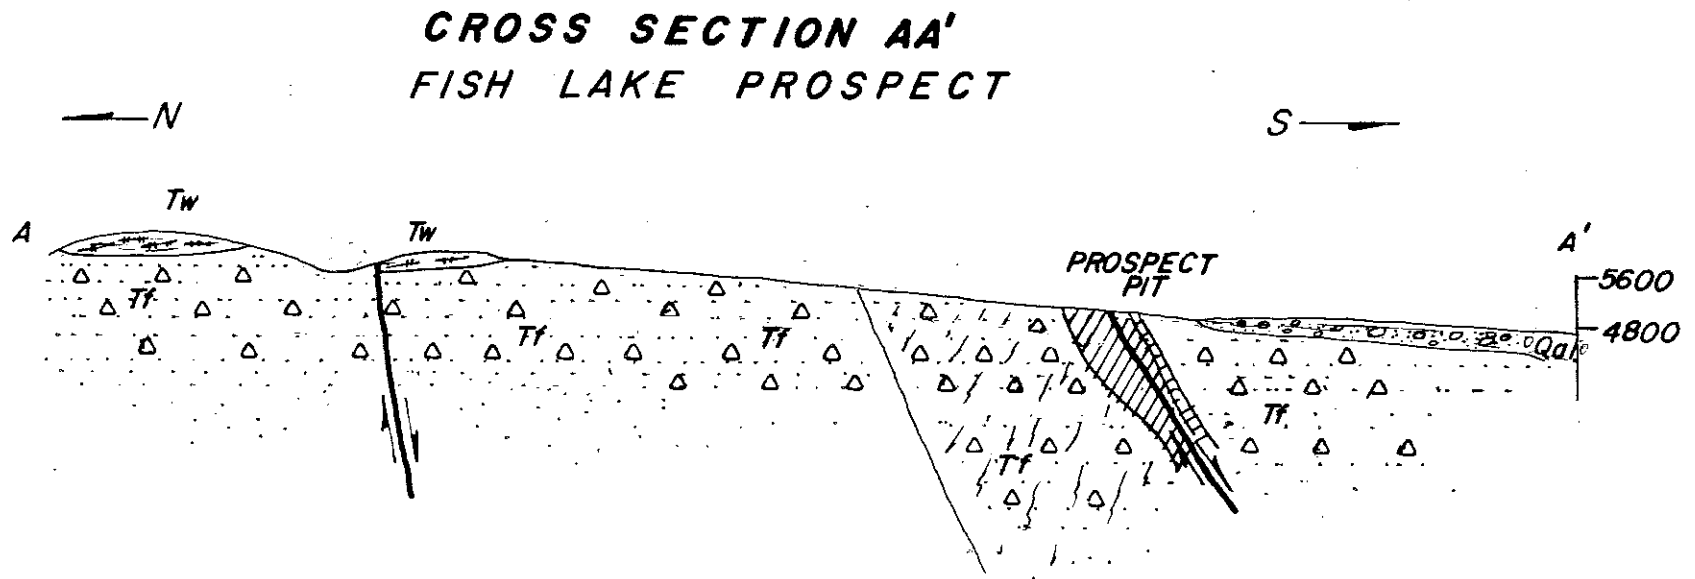 CROSS SECTION AA'
FISH LAKE PROSPECT
N
S
Tw
A
Tw
A'
PROSPECT
PIT
5600
4800
Tf
Tf
Tf
Qal
Tf
Tf